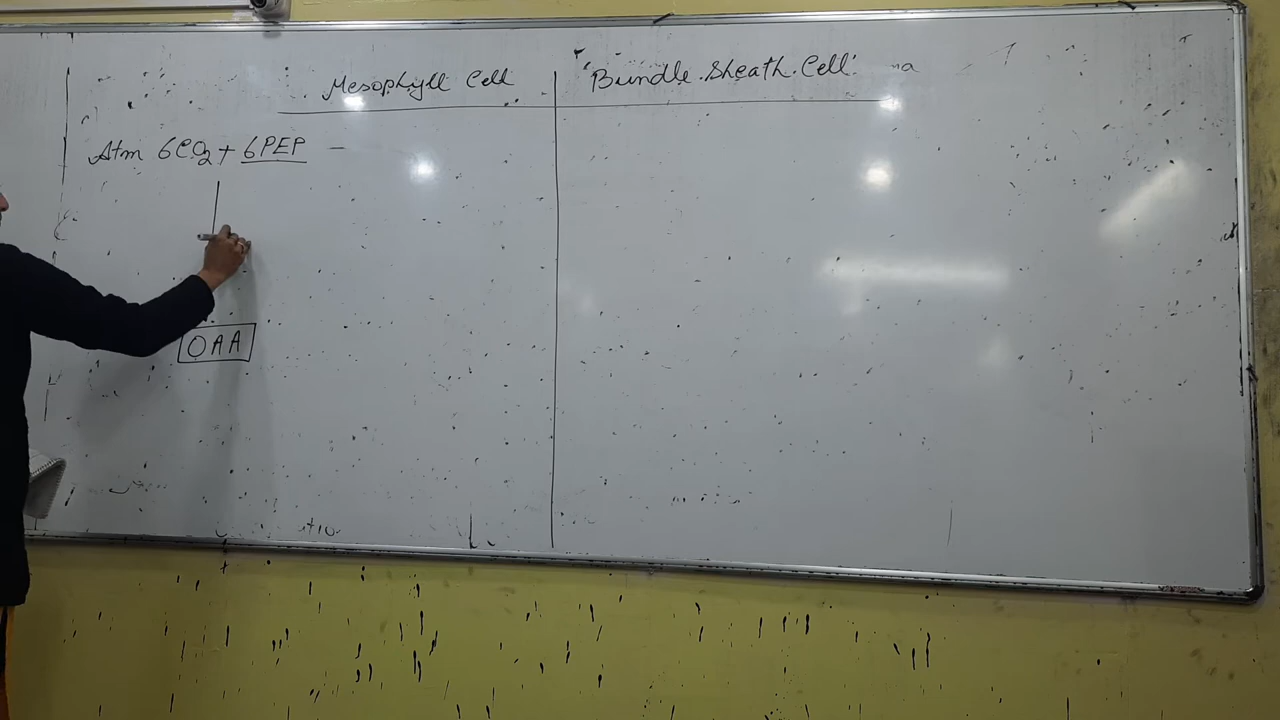 Mesophyll Cell
'Bundle.Sheath.Cell'
Atm 6CO₂ + 6PEP —
OAA